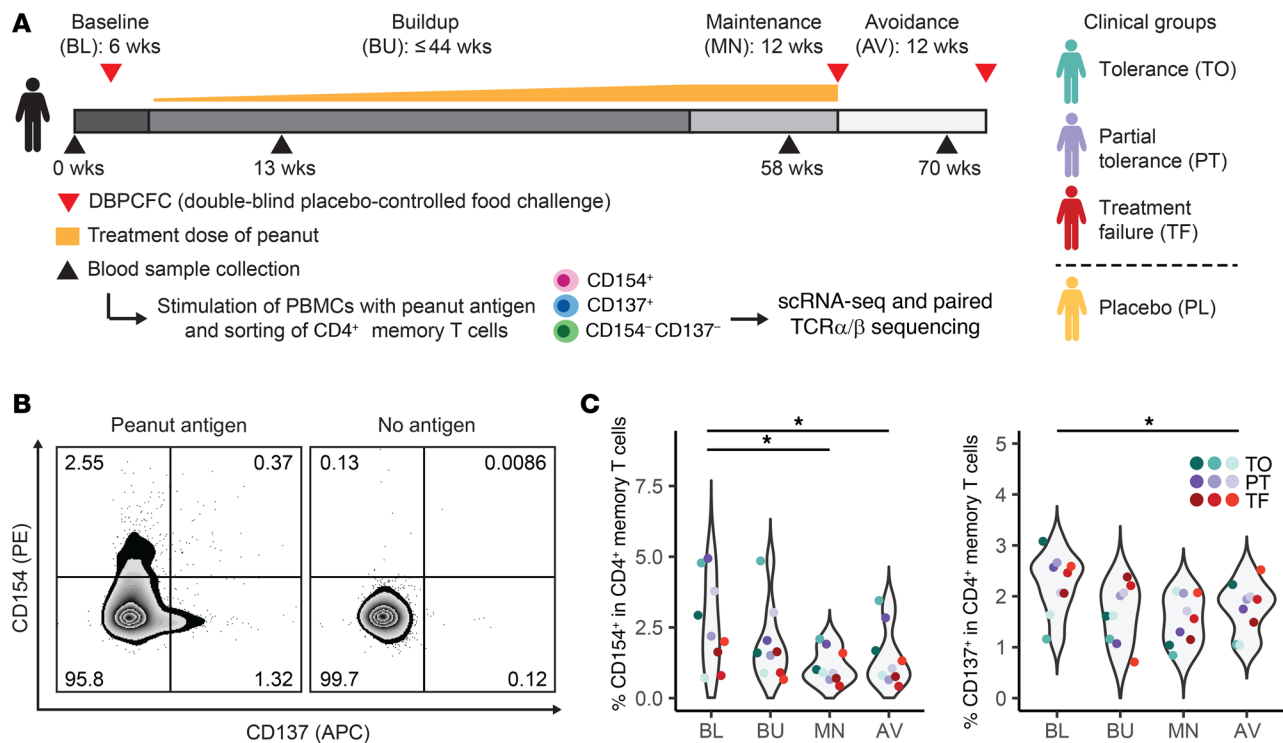 A
Baseline
(BL): 6 wks
Buildup
(BU): ≤44 wks
Maintenance
(MN): 12 wks
Avoidance
(AV): 12 wks
0 wks
13 wks
58 wks
70 wks
DBPCFC (double-blind placebo-controlled food challenge)
Treatment dose of peanut
Blood sample collection
Stimulation of PBMCs with peanut antigen
and sorting of CD4⁺ memory T cells
CD154⁺
CD137⁺
CD154⁻ CD137⁻
scRNA-seq and paired
TCRα/β sequencing
Clinical groups
Tolerance (TO)
Partial
tolerance (PT)
Treatment
failure (TF)
Placebo (PL)
B
Peanut antigen
No antigen
2.55
0.37
95.8
1.32
0.13
0.0086
99.7
0.12
CD154 (PE)
CD137 (APC)
C
% CD154⁺ in CD4⁺ memory T cells
7.5
5.0
2.5
0.0
*
*
BL
BU
MN
AV
% CD137⁺ in CD4⁺ memory T cells
5
4
3
2
1
0
*
TO
PT
TF
BL
BU
MN
AV